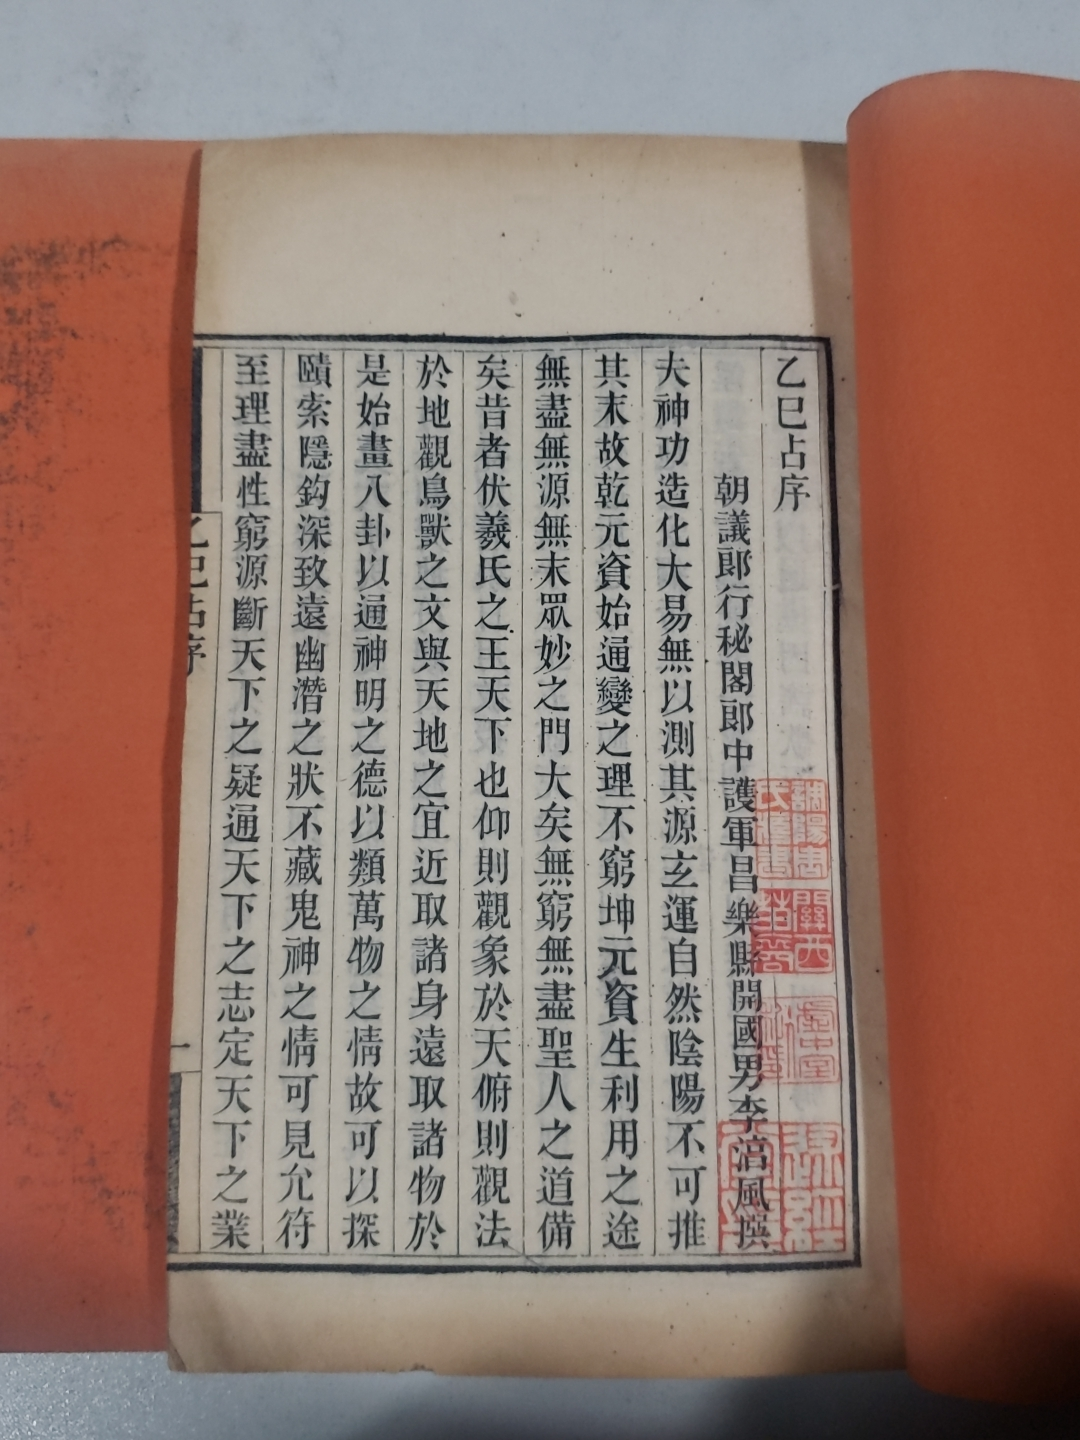 乙巳占序
朝議郎行秘閣郎中護軍昌樂縣開國男李淳風撰
夫神功造化大易無以測其源玄運自然陰陽不可推
其末故乾元資始通變之理不窮坤元資生利用之途
無盡無源無末眾妙之門大矣無窮無盡聖人之道備
矣昔者伏羲氏之王天下也仰則觀象於天俯則觀法
於地觀鳥獸之文與天地之宜近取諸身遠取諸物於
是始畫八卦以通神明之德以類萬物之情故可以探
賾索隱鈎深致遠幽潛之狀不藏鬼神之情可見允符
至理盡性窮源斷天下之疑通天下之志定天下之業
乙巳占序
一
關西